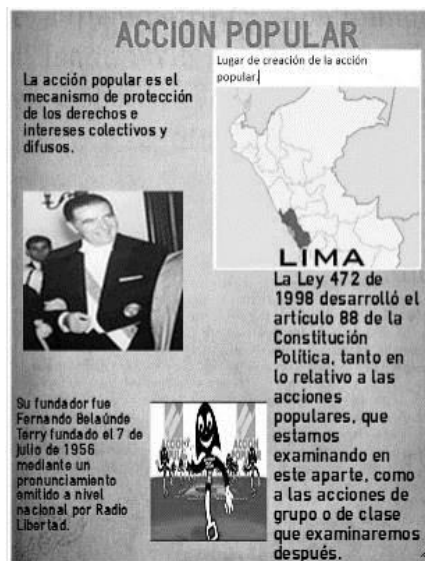 ACCION POPULAR
La acción popular es el
mecanismo de protección
de los derechos e
intereses colectivos y
difusos.
Lugar de creación de la acción
popular.
LIMA
La Ley 472 de
1998 desarrolló el
artículo 88 de la
Constitución
Política, tanto en
lo relativo a las
acciones
populares, que
estamos
examinando en
este aparte, como
a las acciones de
grupo o de clase
que examinaremos
después.
Su fundador fue
Fernando Belaúnde
Terry fundado el 7 de
julio de 1956
mediante un
pronunciamiento
emitido a nivel
nacional por Radio
Libertad.
ACCION
POPULAR
ACCION
POPULAR